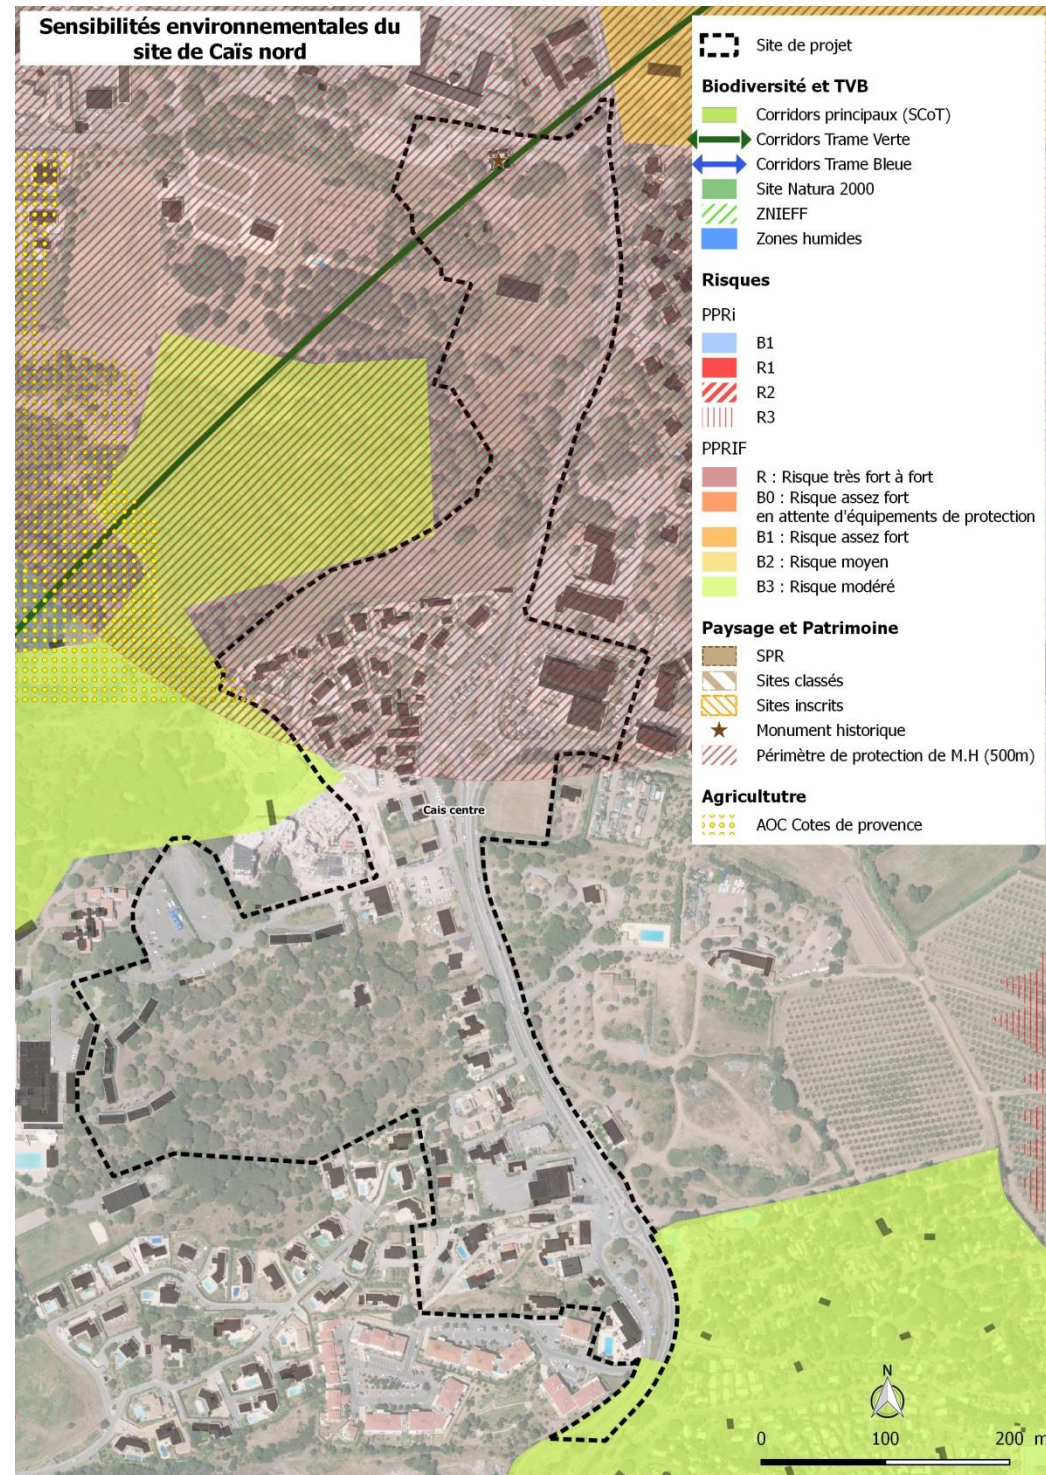 Sensibilités environnementales du
site de Caïs nord
Site de projet
Biodiversité et TVB
Corridors principaux (SCoT)
Corridors Trame Verte
Corridors Trame Bleue
Site Natura 2000
ZNIEFF
Zones humides
Risques
PPRi
B1
R1
R2
R3
PPRIF
R : Risque très fort à fort
B0 : Risque assez fort
en attente d'équipements de protection
B1 : Risque assez fort
B2 : Risque moyen
B3 : Risque modéré
Paysage et Patrimoine
SPR
Sites classés
Sites inscrits
Monument historique
Périmètre de protection de M.H (500m)
Agricultutre
AOC Cotes de provence
Cais centre
N
0 100 200 m